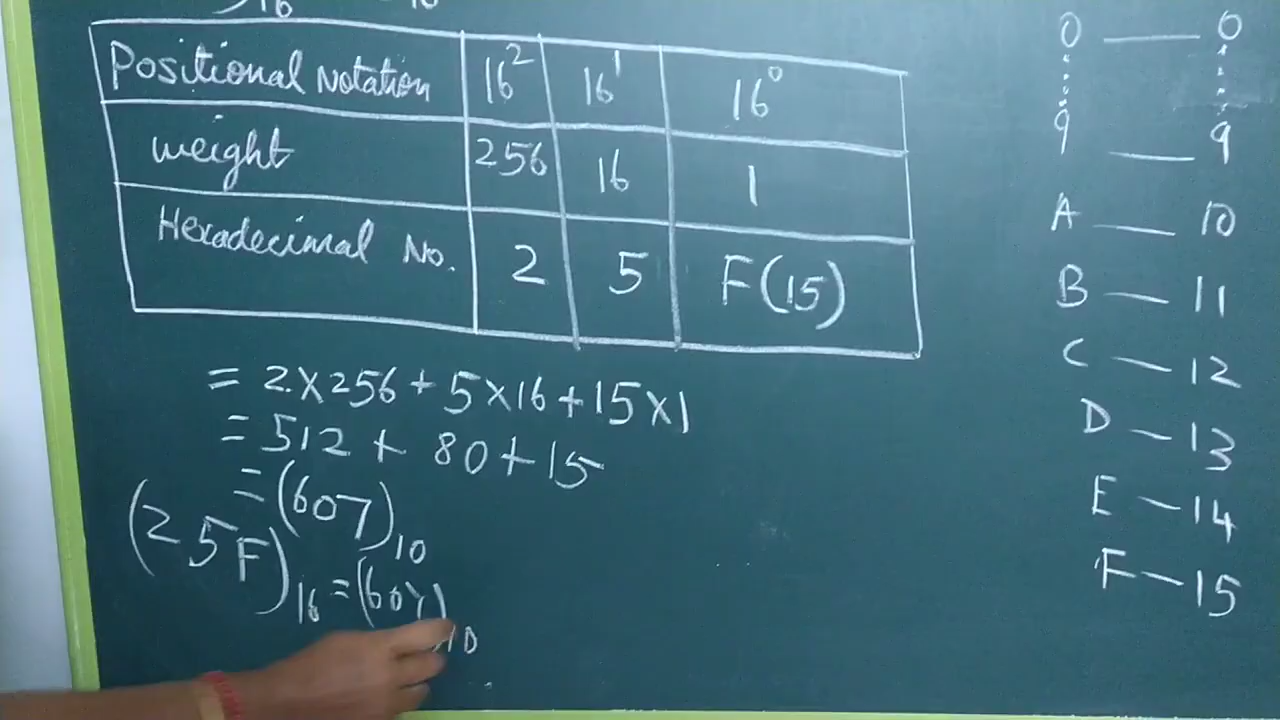 )16 10
Positional Notation 16² 16¹ 16⁰
weight 256 16 1
Hexadecimal No. 2 5 F(15)
= 2×256 + 5×16 + 15×1
= 512 + 80 + 15
= (607)10
(25F)16 = (607)10
0 — 0
9 — 9
A — 10
B — 11
C — 12
D — 13
E — 14
F — 15